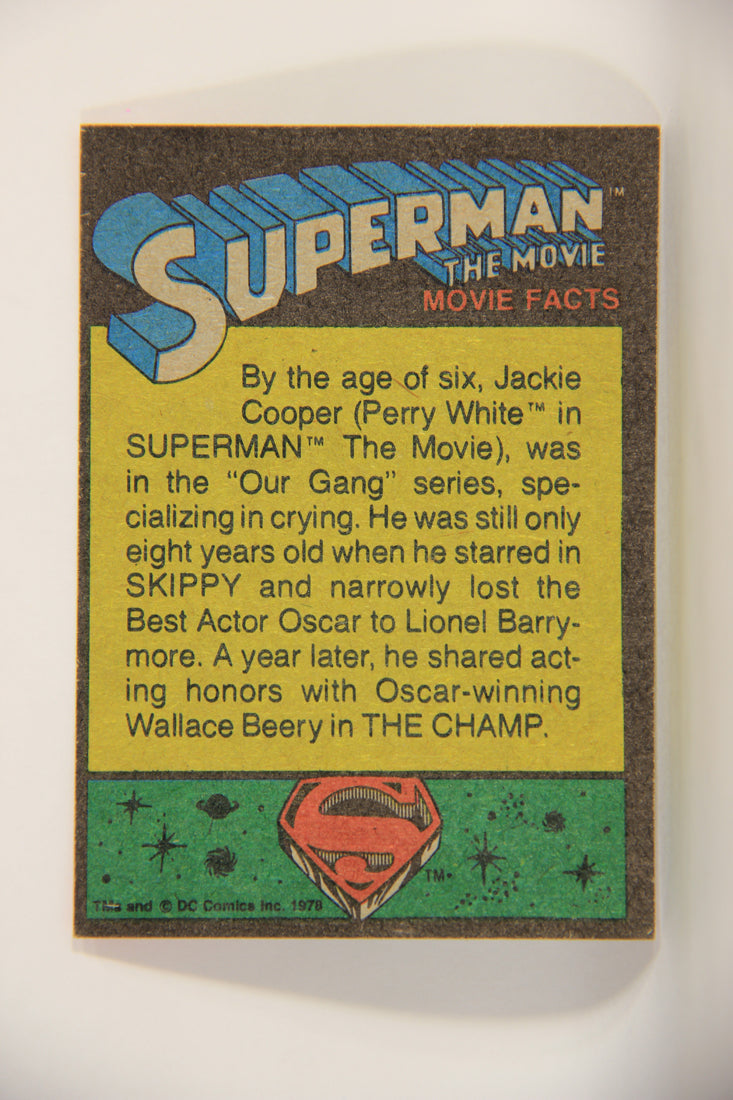 SUPERMAN™
THE MOVIE
MOVIE FACTS
By the age of six, Jackie
Cooper (Perry White™ in
SUPERMAN™ The Movie), was
in the “Our Gang” series, spe-
cializing in crying. He was still only
eight years old when he starred in
SKIPPY and narrowly lost the
Best Actor Oscar to Lionel Barry-
more. A year later, he shared act-
ing honors with Oscar-winning
Wallace Beery in THE CHAMP.
S
TM
TMs and © DC Comics Inc. 1978